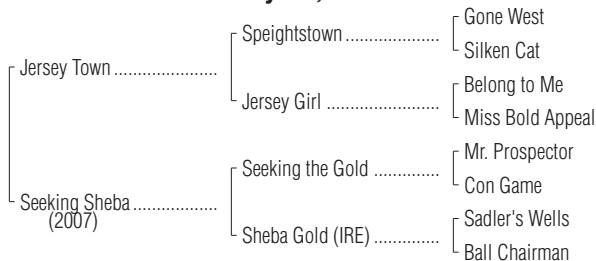 Gone West
Speightstown ....................
Silken Cat
Jersey Town ......................
Belong to Me
Jersey Girl ........................
Miss Bold Appeal
Mr. Prospector
Seeking the Gold .................
Con Game
Seeking Sheba ..................
(2007)
Sadler's Wells
Sheba Gold (IRE) ..............
Ball Chairman